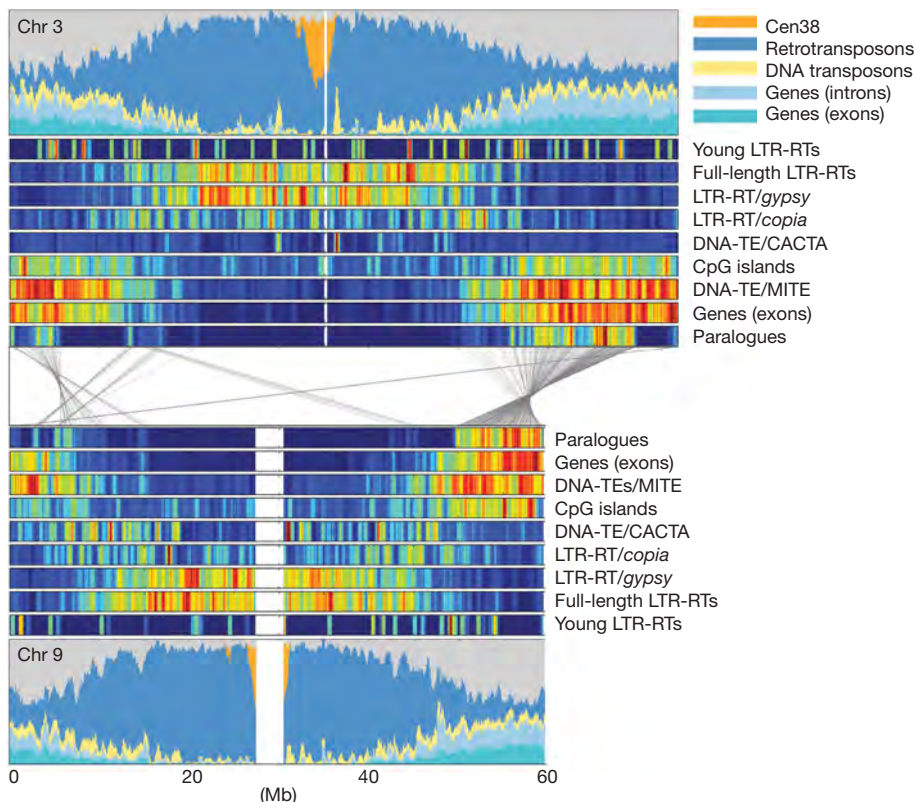 Chr 3
Cen38
Retrotransposons
DNA transposons
Genes (introns)
Genes (exons)
Young LTR-RTs
Full-length LTR-RTs
LTR-RT/gypsy
LTR-RT/copia
DNA-TE/CACTA
CpG islands
DNA-TE/MITE
Genes (exons)
Paralogues
Paralogues
Genes (exons)
DNA-TEs/MITE
CpG islands
DNA-TE/CACTA
LTR-RT/copia
LTR-RT/gypsy
Full-length LTR-RTs
Young LTR-RTs
Chr 9
0 20 40 60
(Mb)